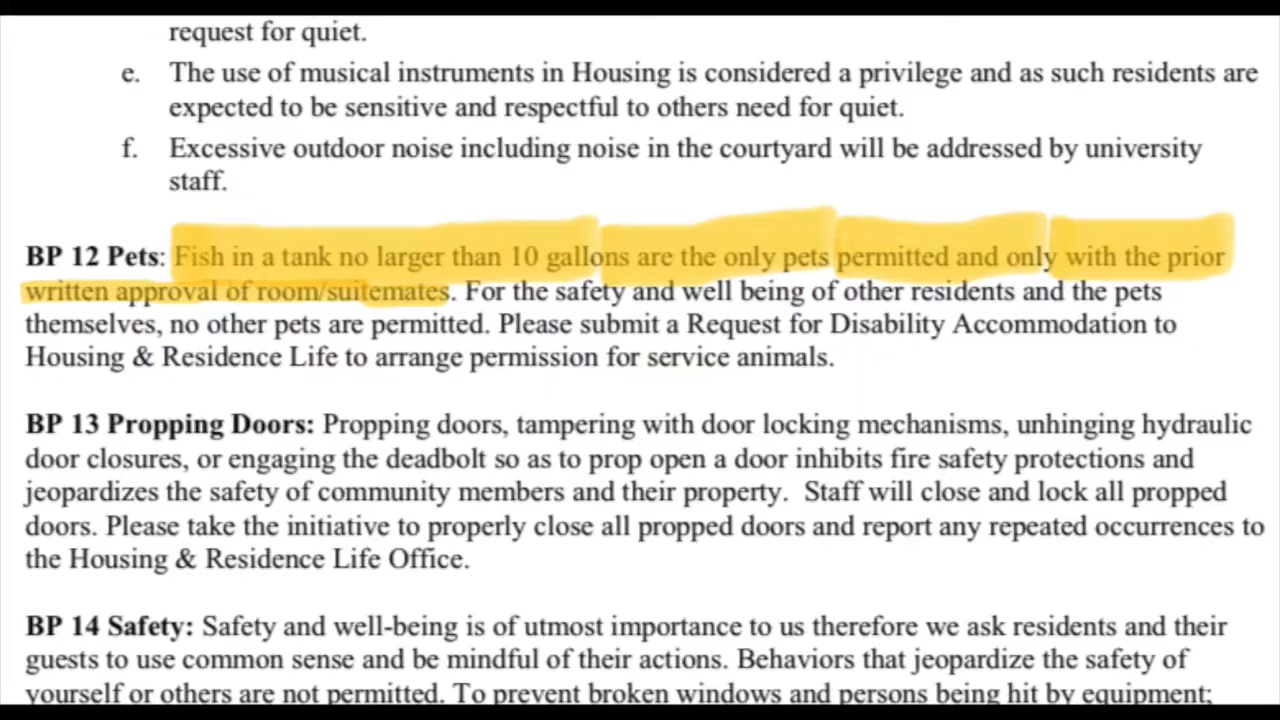 request for quiet.
e. The use of musical instruments in Housing is considered a privilege and as such residents are
expected to be sensitive and respectful to others need for quiet.
f. Excessive outdoor noise including noise in the courtyard will be addressed by university
staff.
BP 12 Pets: Fish in a tank no larger than 10 gallons are the only pets permitted and only with the prior
written approval of room/suitemates. For the safety and well being of other residents and the pets
themselves, no other pets are permitted. Please submit a Request for Disability Accommodation to
Housing & Residence Life to arrange permission for service animals.
BP 13 Propping Doors: Propping doors, tampering with door locking mechanisms, unhinging hydraulic
door closures, or engaging the deadbolt so as to prop open a door inhibits fire safety protections and
jeopardizes the safety of community members and their property. Staff will close and lock all propped
doors. Please take the initiative to properly close all propped doors and report any repeated occurrences to
the Housing & Residence Life Office.
BP 14 Safety: Safety and well-being is of utmost importance to us therefore we ask residents and their
guests to use common sense and be mindful of their actions. Behaviors that jeopardize the safety of
yourself or others are not permitted. To prevent broken windows and persons being hit by equipment;